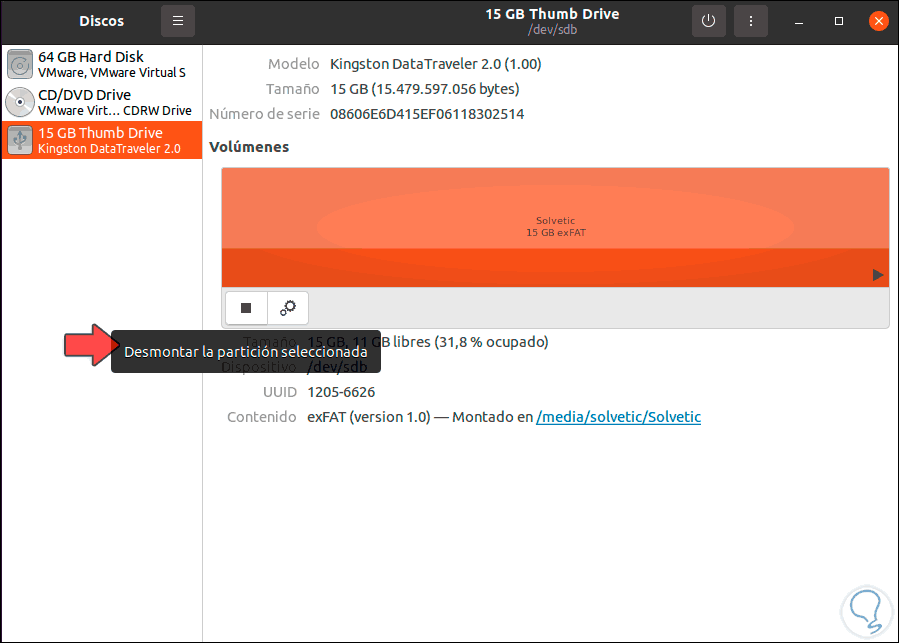 Discos
15 GB Thumb Drive
/dev/sdb
64 GB Hard Disk
VMware, VMware Virtual S
CD/DVD Drive
VMware Virt... CDRW Drive
15 GB Thumb Drive
Kingston DataTraveler 2.0
Modelo Kingston DataTraveler 2.0 (1.00)
Tamaño 15 GB (15.479.597.056 bytes)
Número de serie 08606E6D415EF06118302514
Volúmenes
Solvetic
15 GB exFAT
Tamaño 15 GB, 11 GB libres (31,8 % ocupado)
Desmontar la partición seleccionada
Dispositivo /dev/sdb
UUID 1205-6626
Contenido exFAT (version 1.0) — Montado en /media/solvetic/Solvetic